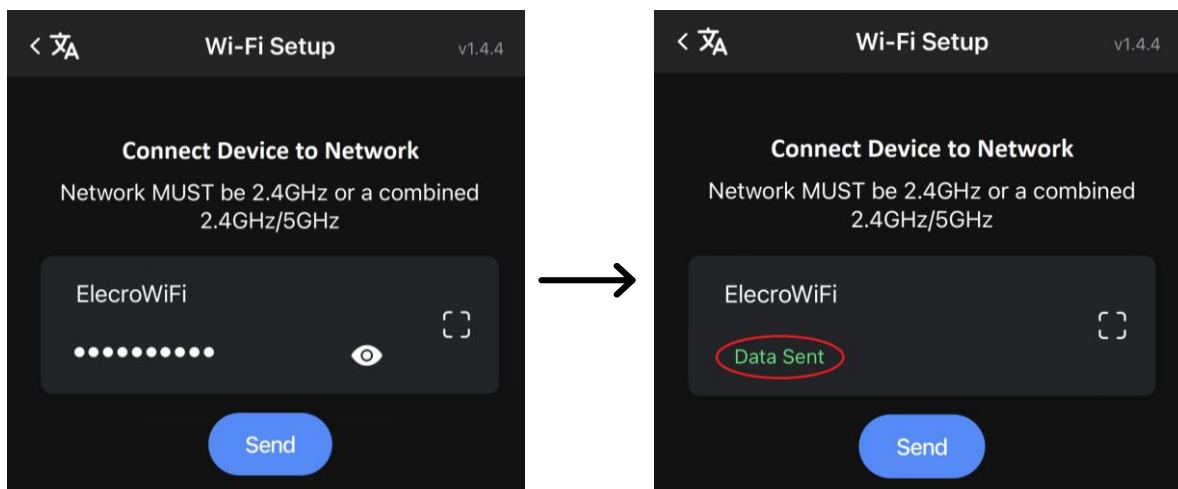 Wi-Fi Setup
v1.4.4
Connect Device to Network
Network MUST be 2.4GHz or a combined
2.4GHz/5GHz
ElecroWiFi
••••••••••
Send
Wi-Fi Setup
v1.4.4
Connect Device to Network
Network MUST be 2.4GHz or a combined
2.4GHz/5GHz
ElecroWiFi
Data Sent
Send